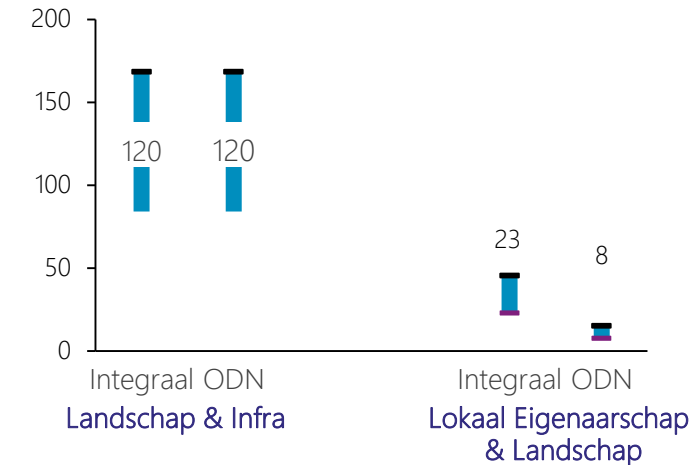 200
150
120 120
100
23
8
50
0
Integraal ODN Integraal ODN
Landschap & Infra Lokaal Eigenaarschap
& Landschap